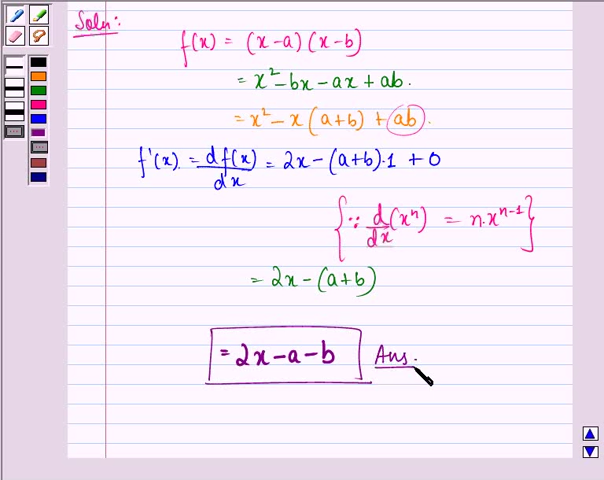 Soln:
f(x) = (x-a) (x-b)
= x² - bx - ax + ab.
= x² - x (a+b) + ab.
f'(x). = df(x)/dx = 2x - (a+b)·1 + 0
{∵ d/dx (xⁿ) = n·xⁿ⁻¹}
= 2x - (a+b)
= 2x - a - b Ans.